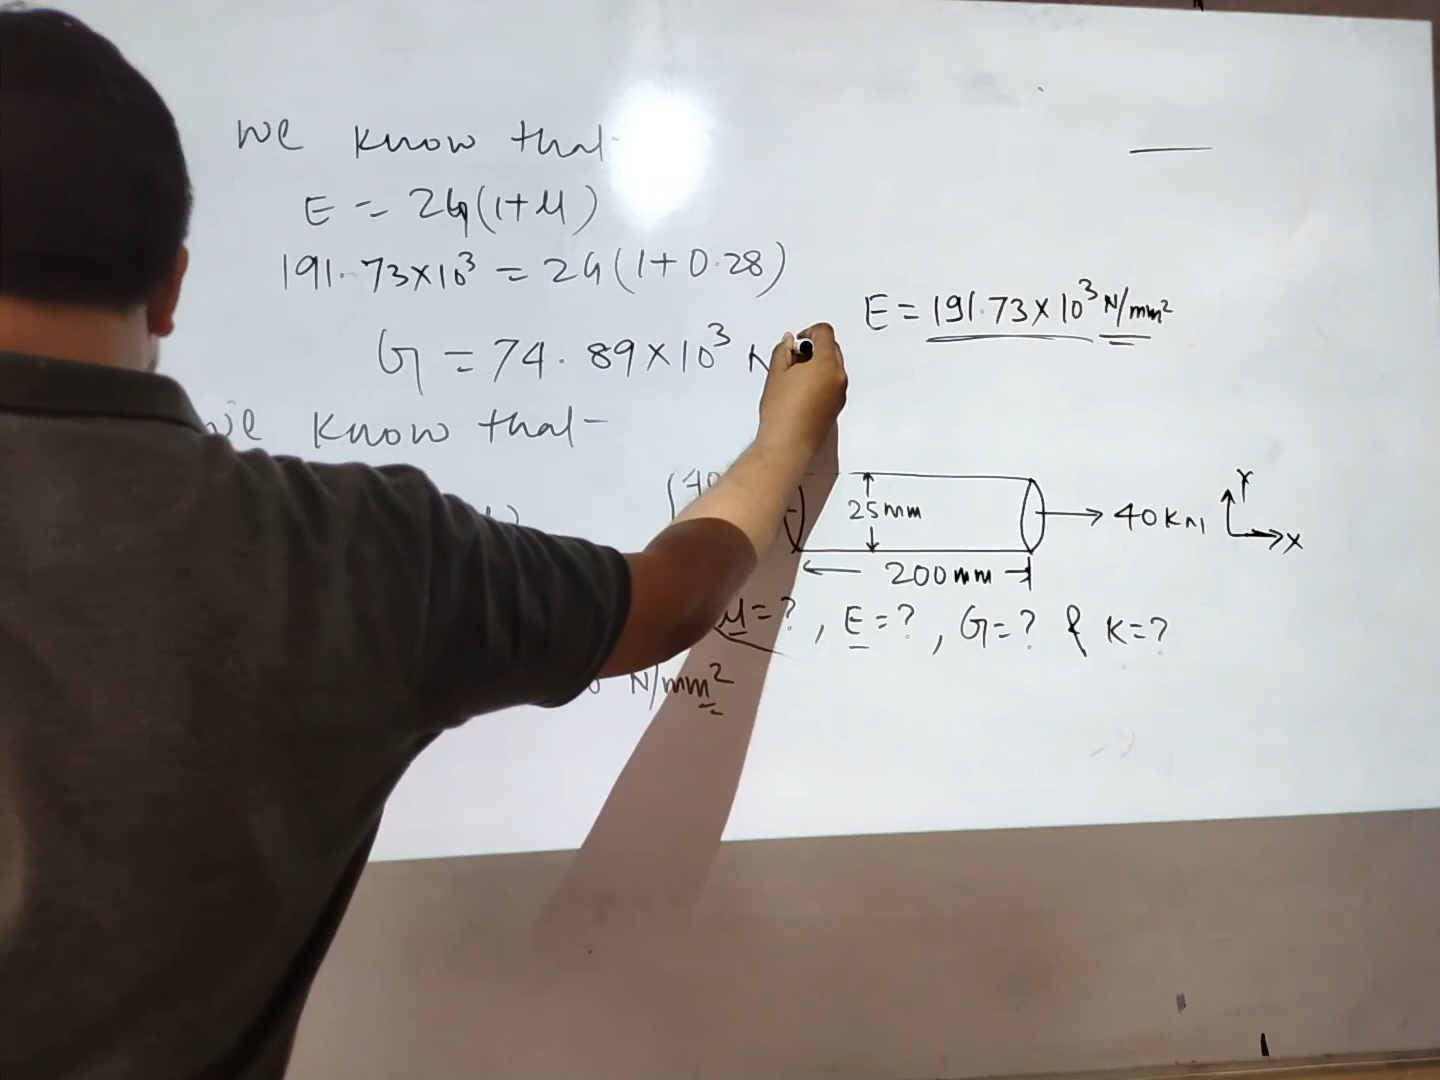 We know that-
E = 2G(1+μ)
191.73×10³ = 2G(1+0.28)
G = 74.89×10³ N
We know that-
E = 191.73×10³ N/mm²
25mm
40KN
200mm
Y
X
μ=?, E=?, G=? & K=?
N/mm²